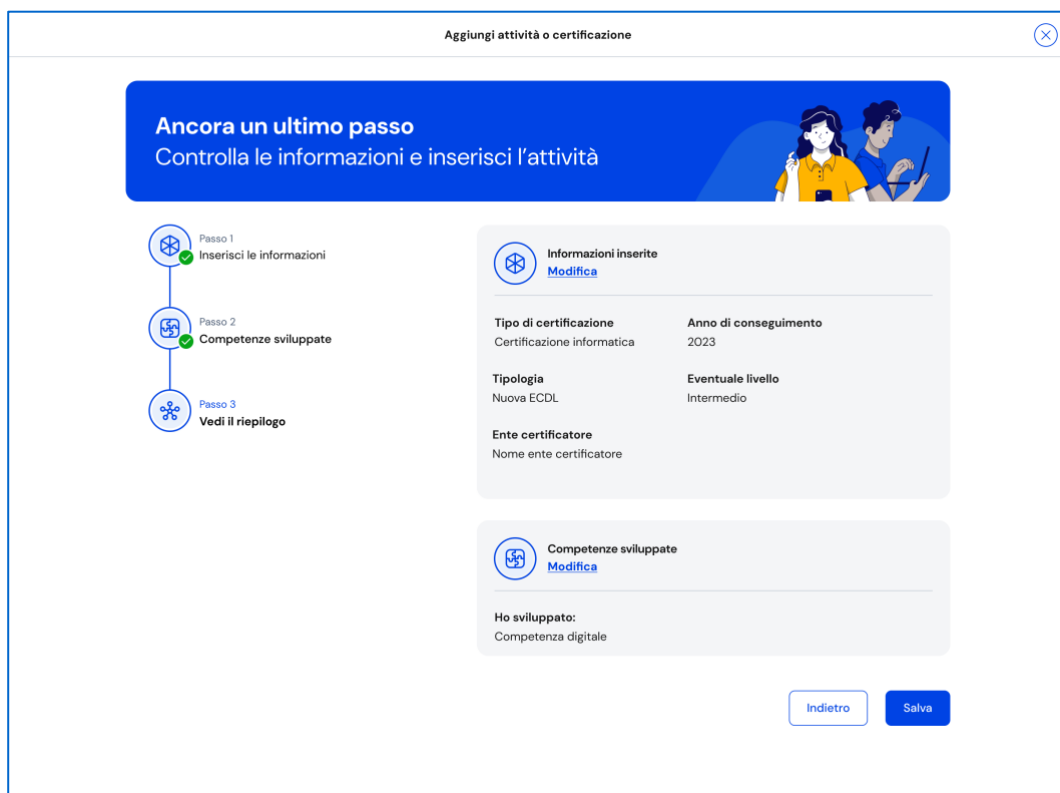 Aggiungi attività o certificazione
Ancora un ultimo passo
Controlla le informazioni e inserisci l'attività
Passo 1
Inserisci le informazioni
Passo 2
Competenze sviluppate
Passo 3
Vedi il riepilogo
Informazioni inserite
Modifica
Tipo di certificazione
Certificazione informatica
Anno di conseguimento
2023
Tipologia
Nuova ECDL
Eventuale livello
Intermedio
Ente certificatore
Nome ente certificatore
Competenze sviluppate
Modifica
Ho sviluppato:
Competenza digitale
Indietro
Salva